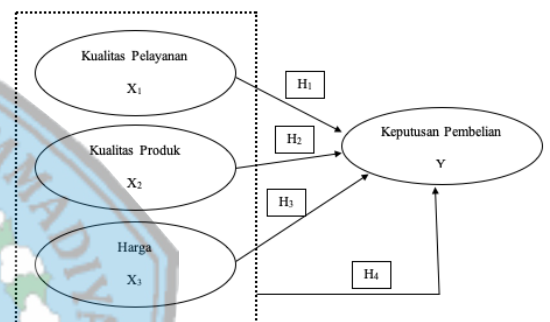 Kualitas Pelayanan
X₁
Kualitas Produk
X₂
Harga
X₃
H₁
H₂
H₃
H₄
Keputusan Pembelian
Y